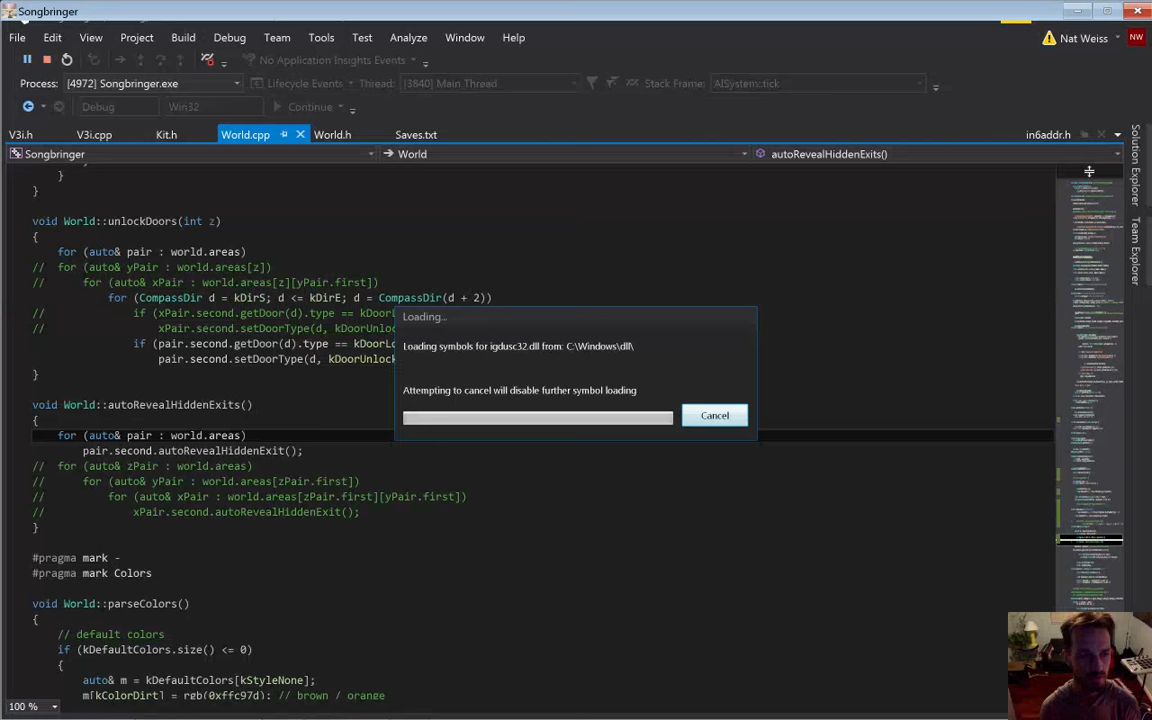 Songbringer
File Edit View Project Build Debug Team Tools Test Analyze Window Help Nat Weiss NW
No Application Insights Events
Process: [4972] Songbringer.exe Lifecycle Events Thread: [3840] Main Thread Stack Frame: AISystem::tick
Debug Win32 Continue
V3i.h V3i.cpp Kit.h World.cpp World.h Saves.txt in6addr.h
Songbringer World autoRevealHiddenExits()
Solution Explorer
Team Explorer
}
}
void World::unlockDoors(int z)
{
for (auto& pair : world.areas)
// for (auto& yPair : world.areas[z])
// for (auto& xPair : world.areas[z][yPair.first])
for (CompassDir d = kDirS; d <= kDirE; d = CompassDir(d + 2))
// if (xPair.second.getDoor(d).type == kDoorL
// xPair.second.setDoorType(d, kDoorUnlo
if (pair.second.getDoor(d).type == kDoorLo
pair.second.setDoorType(d, kDoorUnlock
}
Loading...
Loading symbols for igdusc32.dll from: C:\Windows\dll\
Attempting to cancel will disable further symbol loading
Cancel
void World::autoRevealHiddenExits()
{
for (auto& pair : world.areas)
pair.second.autoRevealHiddenExit();
// for (auto& zPair : world.areas)
// for (auto& yPair : world.areas[zPair.first])
// for (auto& xPair : world.areas[zPair.first][yPair.first])
// xPair.second.autoRevealHiddenExit();
}
#pragma mark -
#pragma mark Colors
void World::parseColors()
{
// default colors
if (kDefaultColors.size() <= 0)
{
auto& m = kDefaultColors[kStyleNone];
m[kColorDirt] = rgb(0xffc97d); // brown / orange
100 %